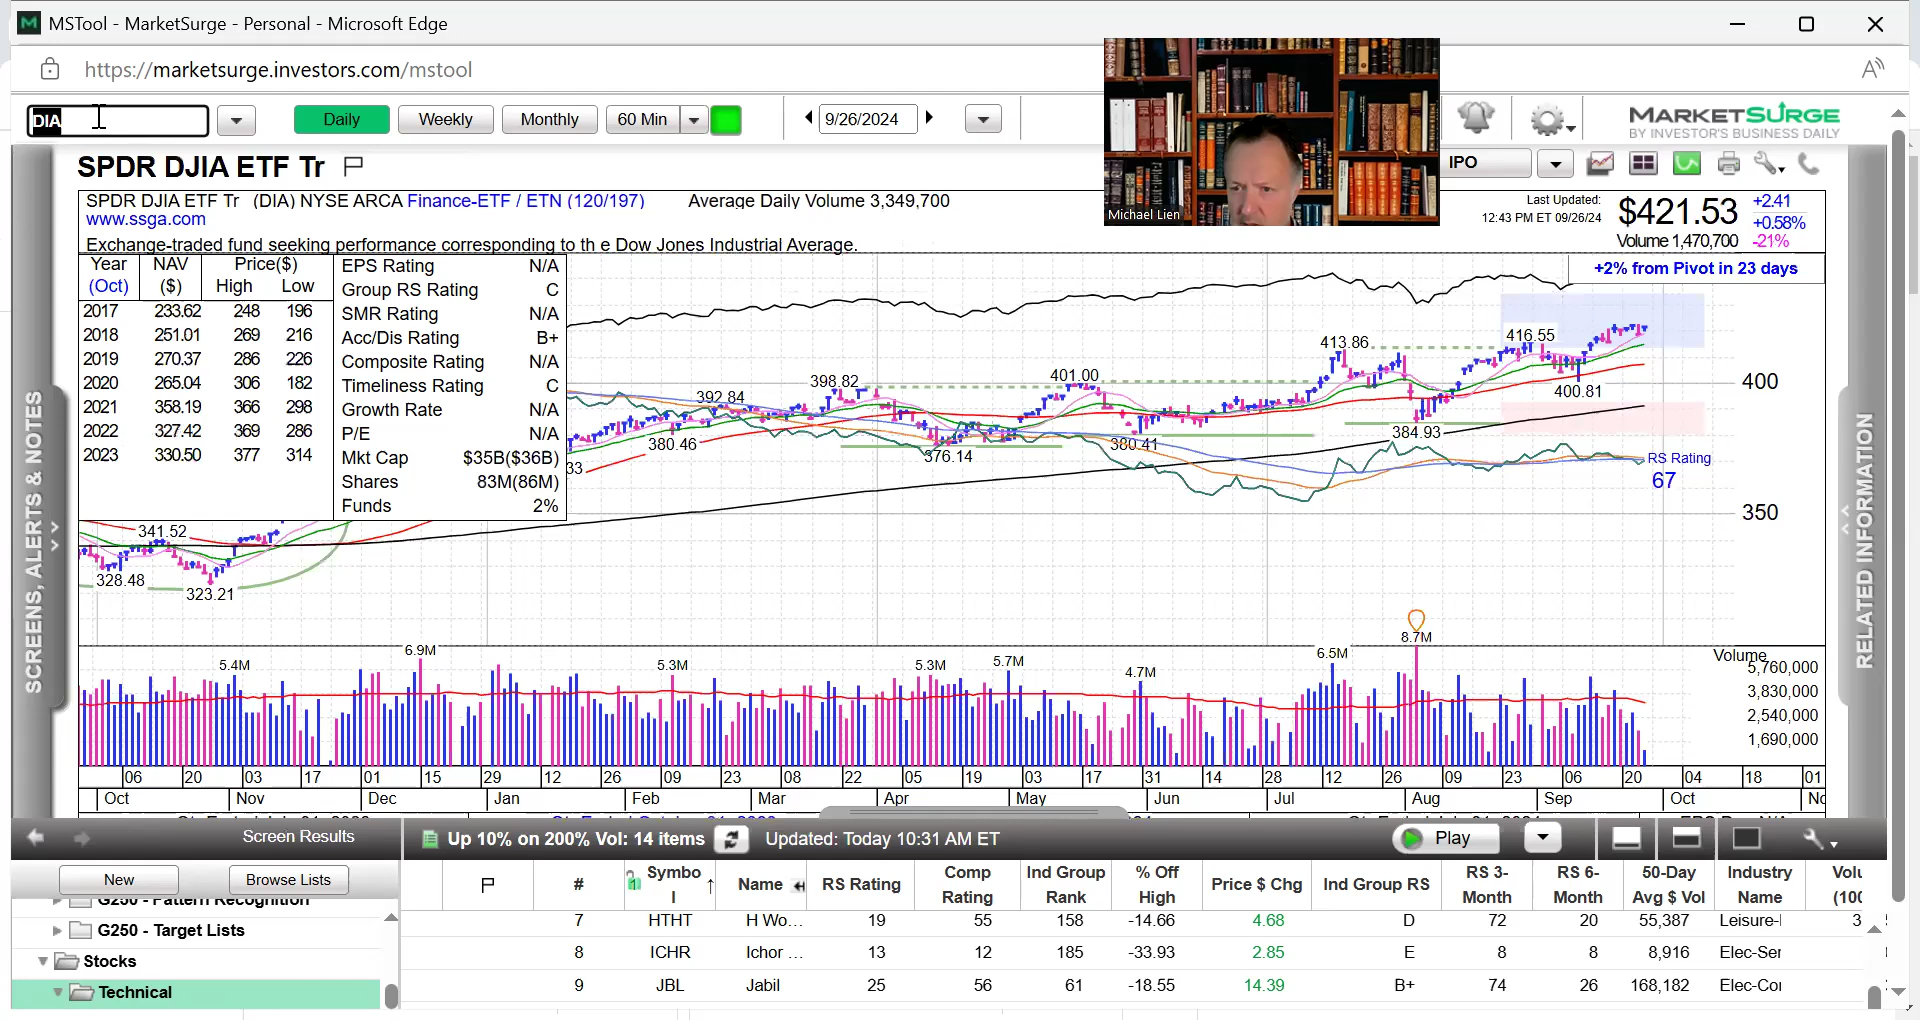 MSTool - MarketSurge - Personal - Microsoft Edge
https://marketsurge.investors.com/mstool
DIA
Daily
Weekly
Monthly
60 Min
9/26/2024
MARKETSURGE
BY INVESTOR'S BUSINESS DAILY
Michael Lien
SPDR DJIA ETF Tr
IPO
SPDR DJIA ETF Tr (DIA) NYSE ARCA Finance-ETF / ETN (120/197) Average Daily Volume 3,349,700
www.ssga.com
Exchange-traded fund seeking performance corresponding to th e Dow Jones Industrial Average.
Last Updated:
12:43 PM ET 09/26/24
$421.53
+2.41
+0.58%
Volume 1,470,700 -21%
+2% from Pivot in 23 days
Year NAV Price($)
(Oct) ($) High Low
2017 233.62 248 196
2018 251.01 269 216
2019 270.37 286 226
2020 265.04 306 182
2021 358.19 366 298
2022 327.42 369 286
2023 330.50 377 314
EPS Rating N/A
Group RS Rating C
SMR Rating N/A
Acc/Dis Rating B+
Composite Rating N/A
Timeliness Rating C
Growth Rate N/A
P/E N/A
Mkt Cap $35B($36B)
Shares 83M(86M)
Funds 2%
341.52
328.48
323.21
33
380.46
392.84
398.82
376.14
401.00
380.41
413.86
384.93
416.55
400.81
400
350
RS Rating
67
5.4M
6.9M
5.3M
5.3M
5.7M
4.7M
6.5M
8.7M
Volume
5,760,000
3,830,000
2,540,000
1,690,000
06 20 03 17 01 15 29 12 26 09 23 08 22 05 19 03 17 31 14 28 12 26 09 23 06 20 04 18 01
Oct Nov Dec Jan Feb Mar Apr May Jun Jul Aug Sep Oct
SCREENS, ALERTS & NOTES
RELATED INFORMATION
Screen Results
Up 10% on 200% Vol: 14 items
Updated: Today 10:31 AM ET
Play
New
Browse Lists
G250 - Pattern Recognition
G250 - Target Lists
Stocks
Technical
# Symbo
l Name RS Rating Comp
Rating Ind Group
Rank % Off
High Price $ Chg Ind Group RS RS 3-
Month RS 6-
Month 50-Day
Avg $ Vol Industry
Name Volu
(100
7 HTHT H Wo... 19 55 158 -14.66 4.68 D 72 20 55,387 Leisure- 3
8 ICHR Ichor ... 13 12 185 -33.93 2.85 E 8 8 8,916 Elec-Ser
9 JBL Jabil 25 56 61 -18.55 14.39 B+ 74 26 168,182 Elec-Cor